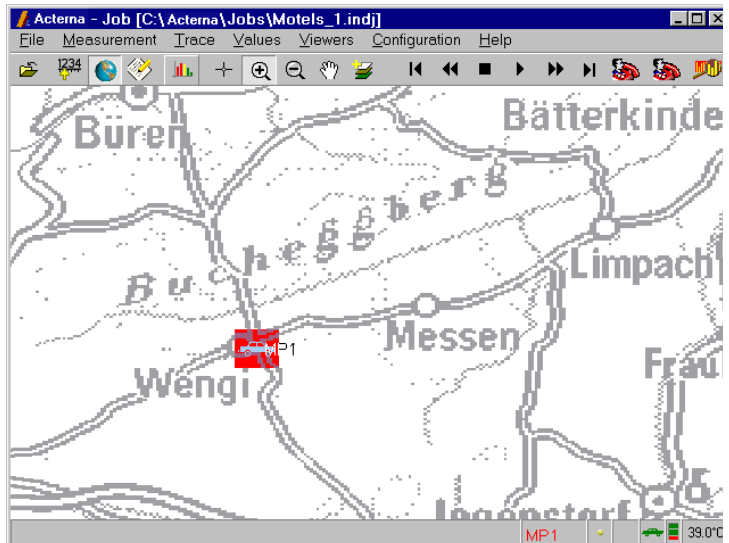 Acterna - Job [C:\Acterna\Jobs\Motels_1.indj]
File Measurement Trace Values Viewers Configuration Help
1234
Büren
Bätterkinde
Bucheggberg
Limpach
Messen
MP1
Frau
Wengi
Jegenstorf
MP1 39.0°C